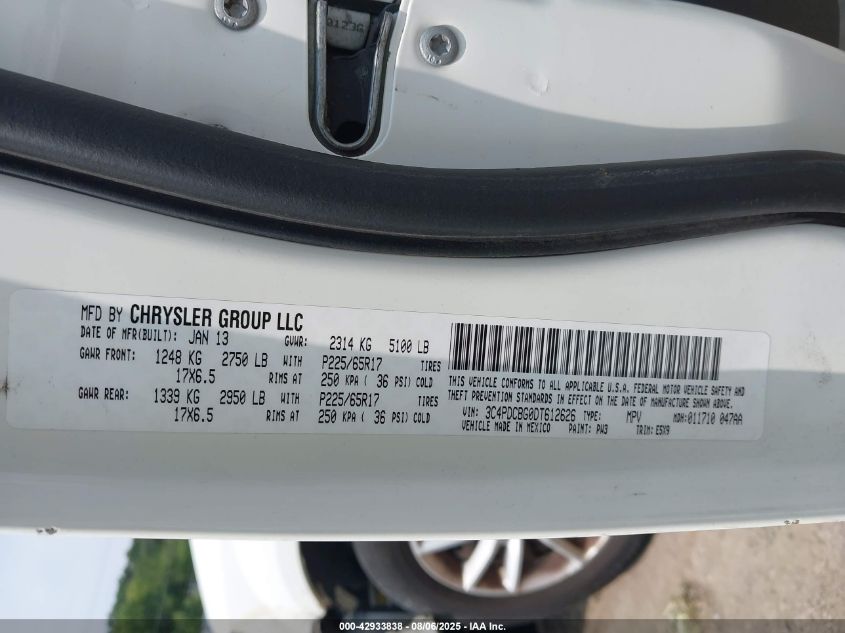 0123G
MFD BY CHRYSLER GROUP LLC
DATE OF MFR(BUILT): JAN 13 GVWR: 2314 KG 5100 LB
GAWR FRONT: 1248 KG 2750 LB WITH P225/65R17 TIRES
17X6.5 RIMS AT 250 KPA ( 36 PSI) COLD
GAWR REAR: 1339 KG 2950 LB WITH P225/65R17 TIRES
17X6.5 RIMS AT 250 KPA ( 36 PSI) COLD
THIS VEHICLE CONFORMS TO ALL APPLICABLE U.S.A. FEDERAL MOTOR VEHICLE SAFETY AND
THEFT PREVENTION STANDARDS IN EFFECT ON THE DATE OF MANUFACTURE SHOWN ABOVE.
VIN: 3C4PDCBG0DT612626 TYPE: MPV MDH: 011710 047AA
VEHICLE MADE IN MEXICO PAINT: PW3 TRIM: E5X9
000-42933838 - 08/06/2025 - IAA Inc.